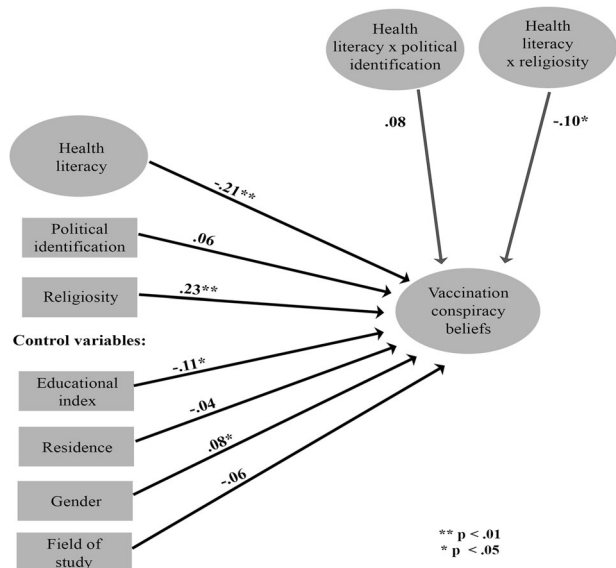 Health
literacy x political
identification
Health
literacy
x religiosity
.08
-.10*
Health
literacy
-.21**
Political
identification
.06
Religiosity
.23**
Vaccination
conspiracy
beliefs
Control variables:
Educational
index
-.11*
Residence
-.04
Gender
.08*
Field of
study
-.06
** p < .01
* p < .05